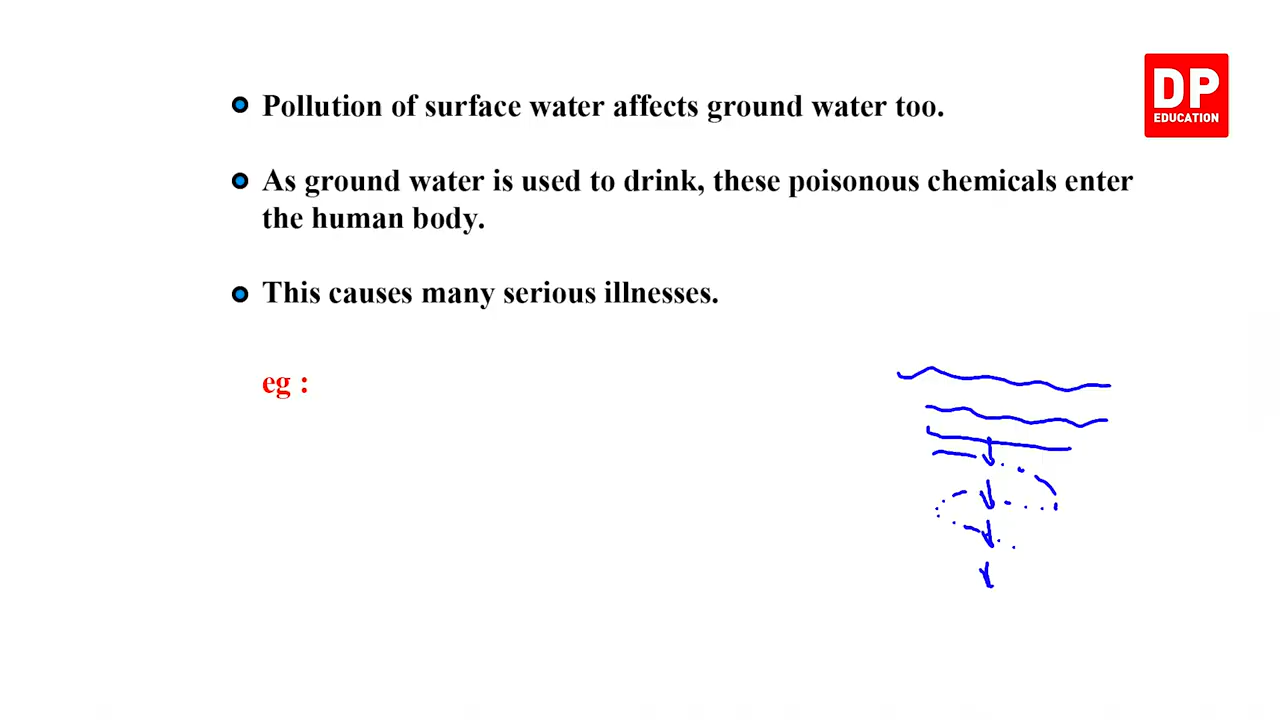 DP
EDUCATION
Pollution of surface water affects ground water too.
As ground water is used to drink, these poisonous chemicals enter
the human body.
This causes many serious illnesses.
eg :